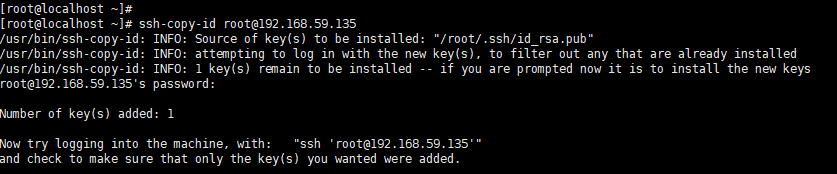 [root@localhost ~]#
[root@localhost ~]# ssh-copy-id root@192.168.59.135
/usr/bin/ssh-copy-id: INFO: Source of key(s) to be installed: "/root/.ssh/id_rsa.pub"
/usr/bin/ssh-copy-id: INFO: attempting to log in with the new key(s), to filter out any that are already installed
/usr/bin/ssh-copy-id: INFO: 1 key(s) remain to be installed -- if you are prompted now it is to install the new keys
root@192.168.59.135's password:
Number of key(s) added: 1
Now try logging into the machine, with:   "ssh 'root@192.168.59.135'"
and check to make sure that only the key(s) you wanted were added.